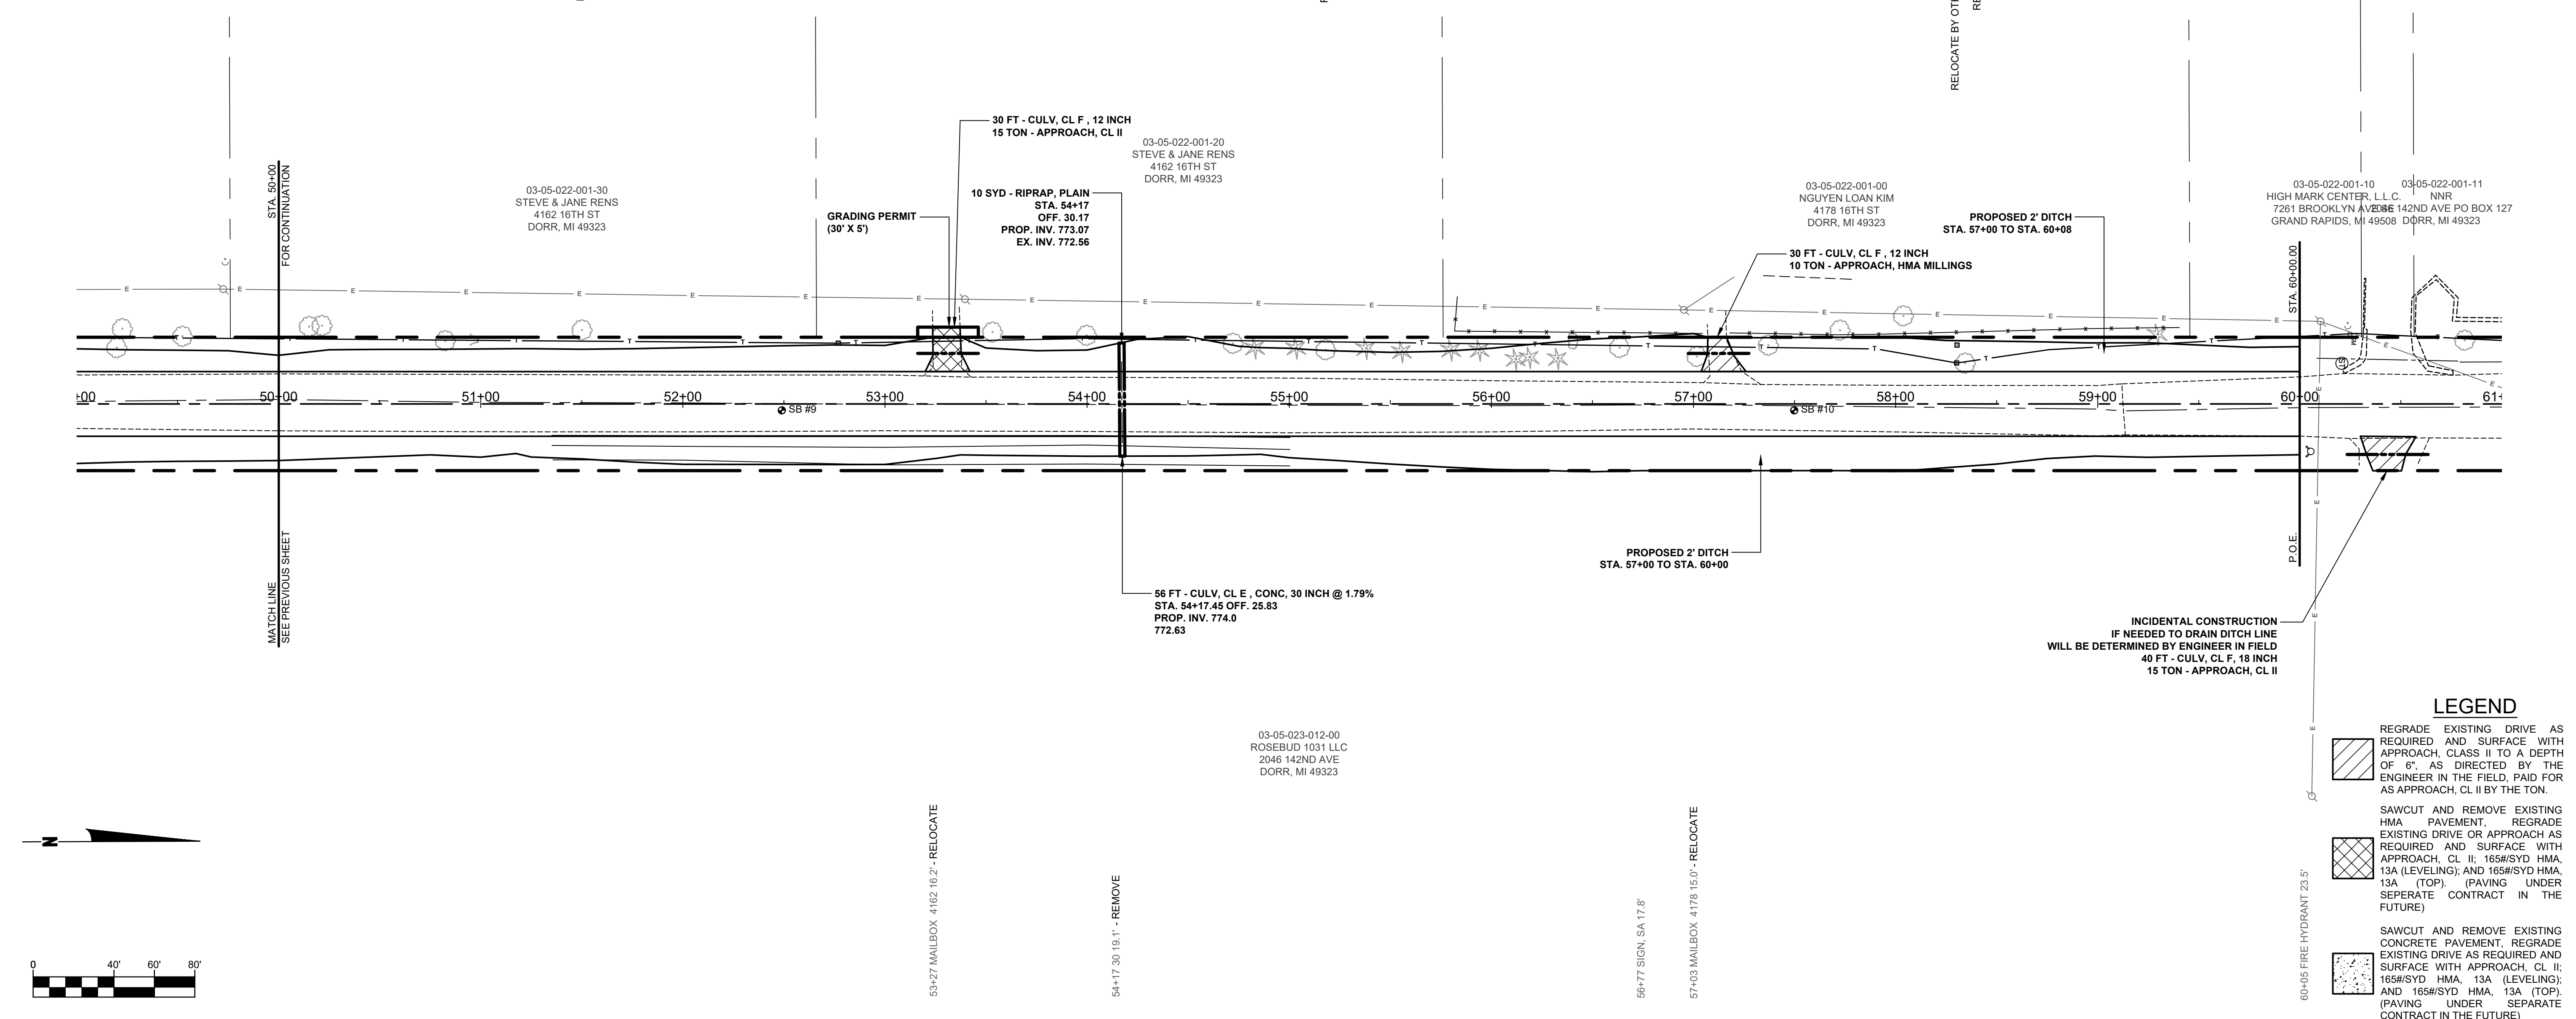 RELOCATE BY OTH
RE
30 FT - CULV, CL F , 12 INCH
15 TON - APPROACH, CL II
03-05-022-001-20
STEVE & JANE RENS
4162 16TH ST
DORR, MI 49323
STA. 50+00
FOR CONTINUATION
03-05-022-001-30
STEVE & JANE RENS
4162 16TH ST
DORR, MI 49323
GRADING PERMIT
(30' X 5')
10 SYD - RIPRAP, PLAIN
STA. 54+17
OFF. 30.17
PROP. INV. 773.07
EX. INV. 772.56
03-05-022-001-00
NGUYEN LOAN KIM
4178 16TH ST
DORR, MI 49323
PROPOSED 2' DITCH
STA. 57+00 TO STA. 60+08
30 FT - CULV, CL F , 12 INCH
10 TON - APPROACH, HMA MILLINGS
03-05-022-001-10
HIGH MARK CENTER, L.L.C.
7261 BROOKLYN AVE SE
GRAND RAPIDS, MI 49508
03-05-022-001-11
NNR
2046 142ND AVE PO BOX 127
DORR, MI 49323
STA. 60+00.00
E E E E E E E E E E E E E E E E E E E
T T T T T T T T T T T T T T T T
+00 50+00 51+00 52+00 53+00 54+00 55+00 56+00 57+00 58+00 59+00 60+00 61+
SB #9
SB #10
MATCH LINE
SEE PREVIOUS SHEET
P.O.E.
PROPOSED 2' DITCH
STA. 57+00 TO STA. 60+00
56 FT - CULV, CL E , CONC, 30 INCH @ 1.79%
STA. 54+17.45 OFF. 25.83
PROP. INV. 774.0
772.63
INCIDENTAL CONSTRUCTION
IF NEEDED TO DRAIN DITCH LINE
WILL BE DETERMINED BY ENGINEER IN FIELD
40 FT - CULV, CL F, 18 INCH
15 TON - APPROACH, CL II
03-05-023-012-00
ROSEBUD 1031 LLC
2046 142ND AVE
DORR, MI 49323
N
0 40' 60' 80'
53+27 MAILBOX 4162 16.2' - RELOCATE
54+17 30 19.1' - REMOVE
56+77 SIGN, SA 17.8'
57+03 MAILBOX 4178 15.0' - RELOCATE
60+05 FIRE HYDRANT 23.5'
LEGEND
REGRADE EXISTING DRIVE AS
REQUIRED AND SURFACE WITH
APPROACH, CLASS II TO A DEPTH
OF 6", AS DIRECTED BY THE
ENGINEER IN THE FIELD, PAID FOR
AS APPROACH, CL II BY THE TON.
SAWCUT AND REMOVE EXISTING
HMA PAVEMENT, REGRADE
EXISTING DRIVE OR APPROACH AS
REQUIRED AND SURFACE WITH
APPROACH, CL II; 165#/SYD HMA,
13A (LEVELING); AND 165#/SYD HMA,
13A (TOP). (PAVING UNDER
SEPERATE CONTRACT IN THE
FUTURE)
SAWCUT AND REMOVE EXISTING
CONCRETE PAVEMENT, REGRADE
EXISTING DRIVE AS REQUIRED AND
SURFACE WITH APPROACH, CL II;
165#/SYD HMA, 13A (LEVELING);
AND 165#/SYD HMA, 13A (TOP).
(PAVING UNDER SEPARATE
CONTRACT IN THE FUTURE)